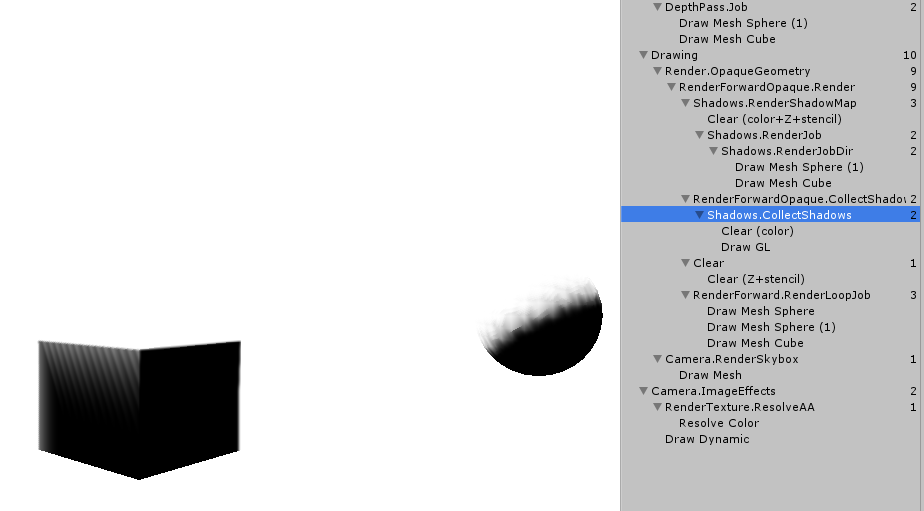 DepthPass.Job 2
Draw Mesh Sphere (1)
Draw Mesh Cube
Drawing 10
Render.OpaqueGeometry 9
RenderForwardOpaque.Render 9
Shadows.RenderShadowMap 3
Clear (color+Z+stencil)
Shadows.RenderJob 2
Shadows.RenderJobDir 2
Draw Mesh Sphere (1)
Draw Mesh Cube
RenderForwardOpaque.CollectShadov 2
Shadows.CollectShadows 2
Clear (color)
Draw GL
Clear 1
Clear (Z+stencil)
RenderForward.RenderLoopJob 3
Draw Mesh Sphere
Draw Mesh Sphere (1)
Draw Mesh Cube
Camera.RenderSkybox 1
Draw Mesh
Camera.ImageEffects 2
RenderTexture.ResolveAA 1
Resolve Color
Draw Dynamic